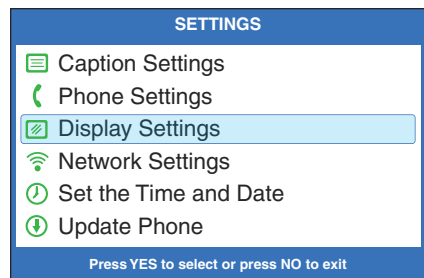 SETTINGS
Caption Settings
Phone Settings
Display Settings
Network Settings
Set the Time and Date
Update Phone
Press YES to select or press NO to exit